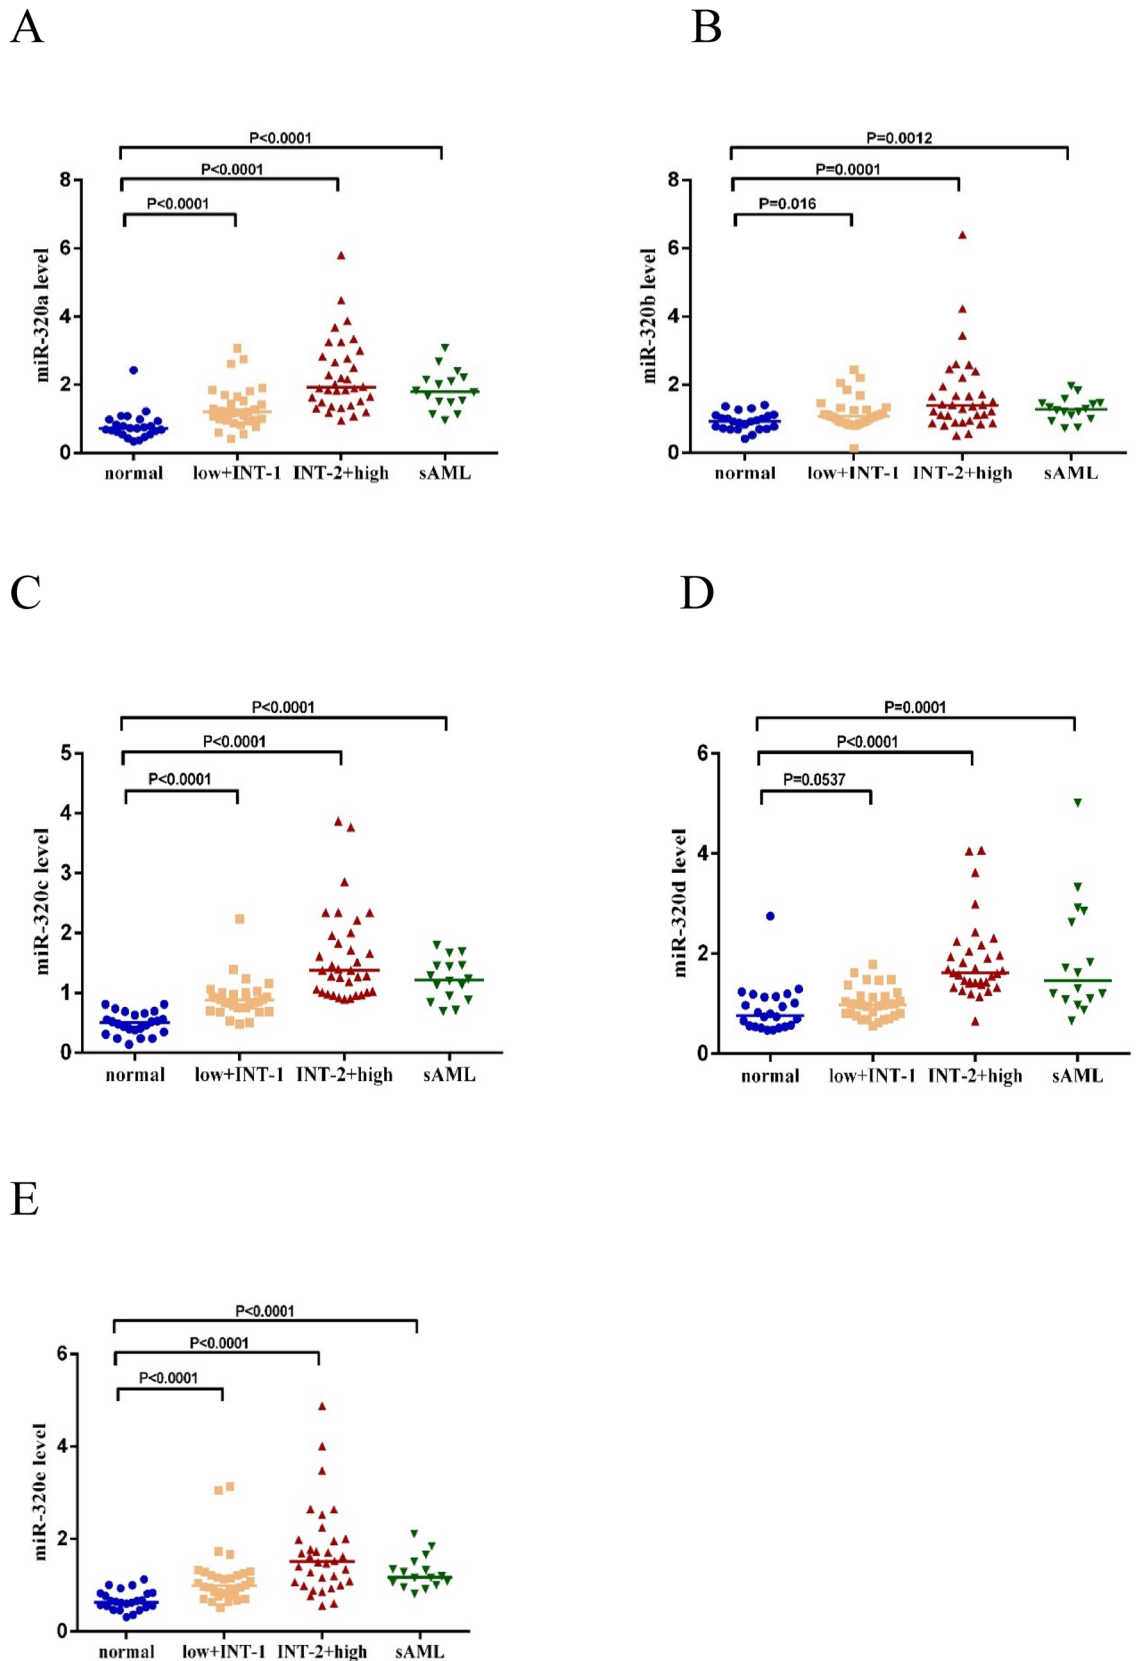 A
B
P<0.0001
P<0.0001
P<0.0001
8
6
4
2
0
miR-320a level
normal
low+INT-1
INT-2+high
sAML
P=0.0012
P=0.0001
P=0.016
8
6
4
2
0
miR-320b level
normal
low+INT-1
INT-2+high
sAML
C
D
P<0.0001
P<0.0001
P<0.0001
5
4
3
2
1
0
miR-320c level
normal
low+INT-1
INT-2+high
sAML
P=0.0001
P<0.0001
P=0.0537
6
4
2
0
miR-320d level
normal
low+INT-1
INT-2+high
sAML
E
P<0.0001
P<0.0001
P<0.0001
6
4
2
0
miR-320e level
normal
low+INT-1
INT-2+high
sAML